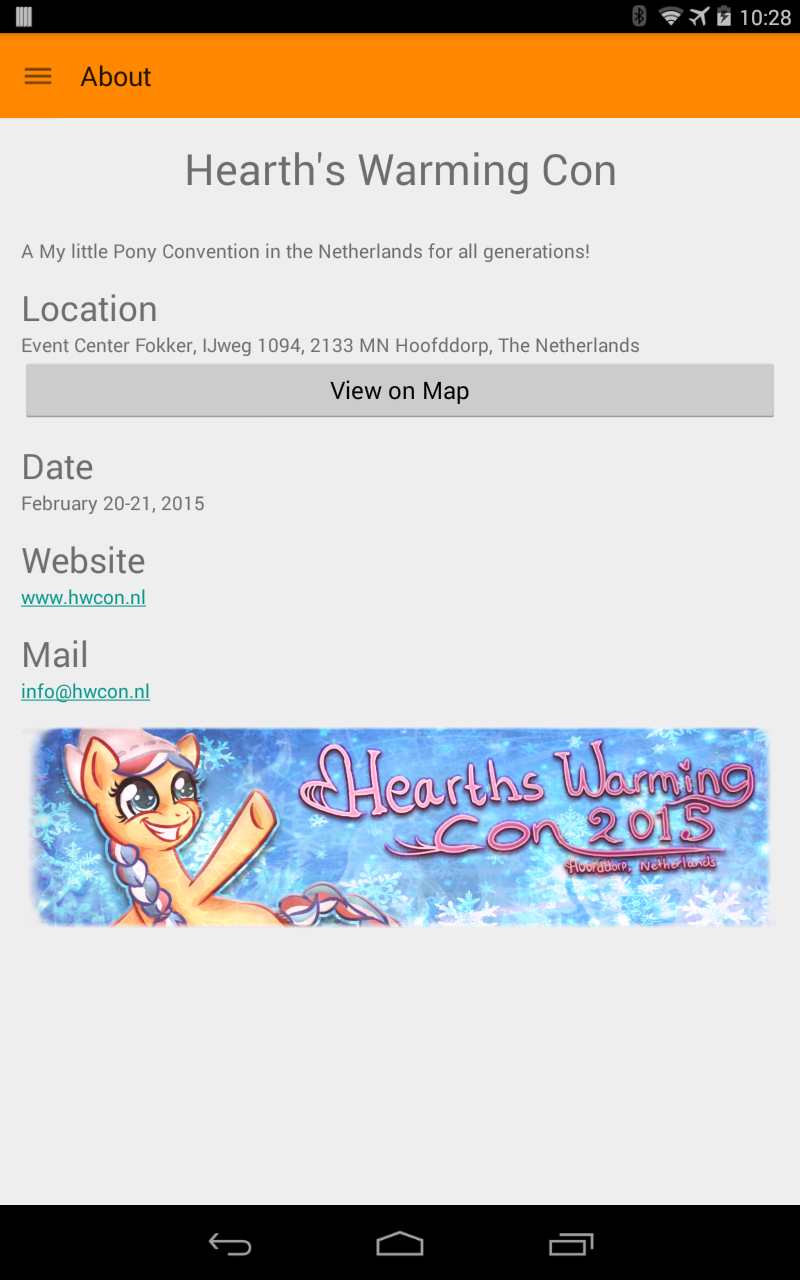 10:28
About
Hearth's Warming Con
A My little Pony Convention in the Netherlands for all generations!
Location
Event Center Fokker, IJweg 1094, 2133 MN Hoofddorp, The Netherlands
View on Map
Date
February 20-21, 2015
Website
www.hwcon.nl
Mail
info@hwcon.nl
Hearths Warming
Con 2015
Netherlands